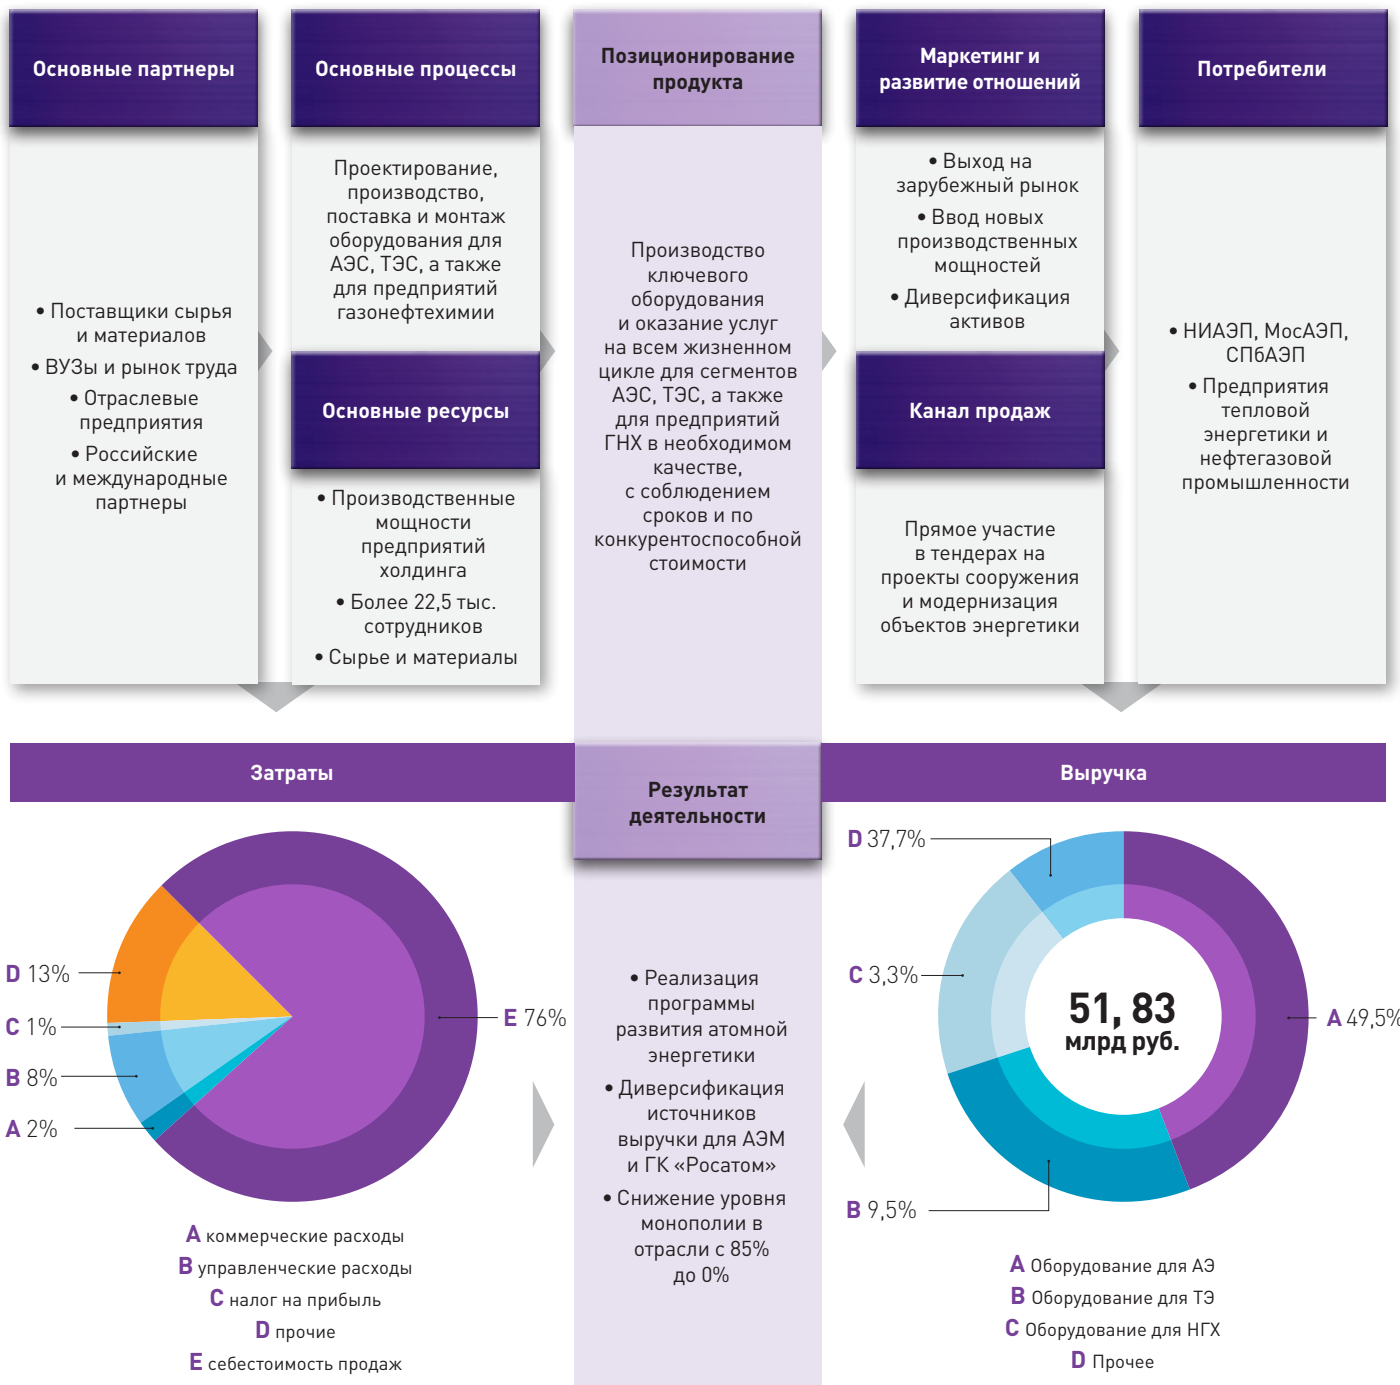 Основные партнеры
• Поставщики сырья
и материалов
• ВУЗы и рынок труда
• Отраслевые
предприятия
• Российские
и международные
партнеры
Основные процессы
Проектирование,
производство,
поставка и монтаж
оборудования для
АЭС, ТЭС, а также
для предприятий
газонефтехимии
Основные ресурсы
• Производственные
мощности
предприятий
холдинга
• Более 22,5 тыс.
сотрудников
• Сырье и материалы
Позиционирование
продукта
Производство
ключевого
оборудования
и оказание услуг
на всем жизненном
цикле для сегментов
АЭС, ТЭС, а также
для предприятий
ГНХ в необходимом
качестве,
с соблюдением
сроков и по
конкурентоспособной
стоимости
Маркетинг и
развитие отношений
• Выход на
зарубежный рынок
• Ввод новых
производственных
мощностей
• Диверсификация
активов
Канал продаж
Прямое участие
в тендерах на
проекты сооружения
и модернизация
объектов энергетики
Потребители
• НИАЭП, МосАЭП,
СПбАЭП
• Предприятия
тепловой
энергетики и
нефтегазовой
промышленности
Затраты
D 13%
C 1%
B 8%
A 2%
E 76%
A коммерческие расходы
B управленческие расходы
C налог на прибыль
D прочие
E себестоимость продаж
Результат
деятельности
• Реализация
программы
развития атомной
энергетики
• Диверсификация
источников
выручки для АЭМ
и ГК «Росатом»
• Снижение уровня
монополии в
отрасли с 85%
до 0%
Выручка
D 37,7%
C 3,3%
B 9,5%
A 49,5%
51, 83
млрд руб.
A Оборудование для АЭ
B Оборудование для ТЭ
C Оборудование для НГХ
D Прочее